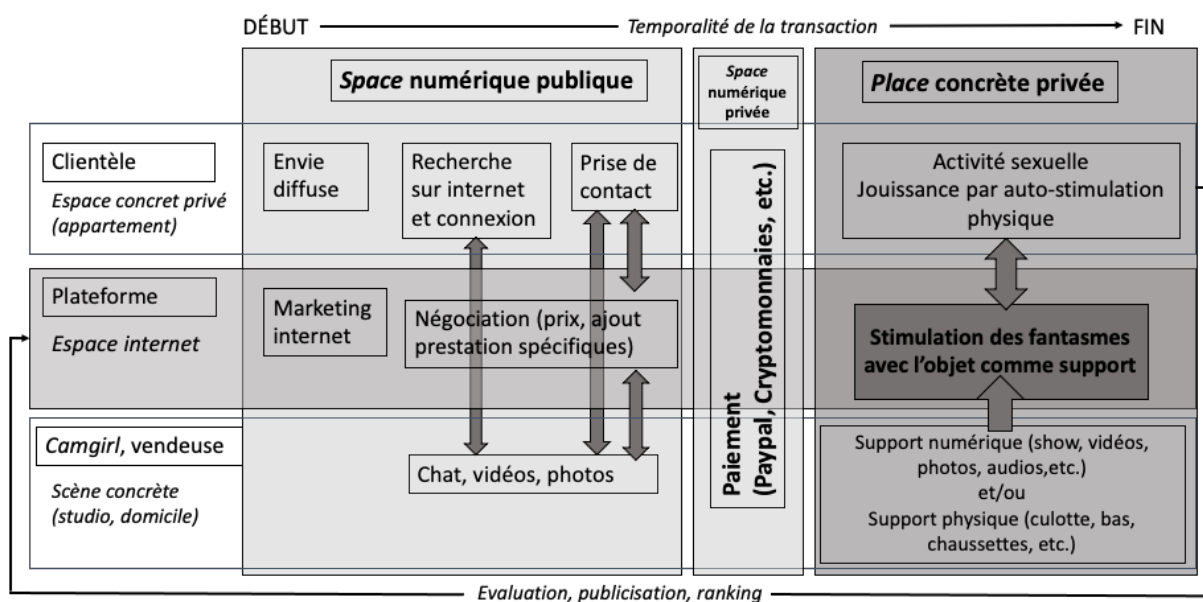 DÉBUT
Temporalité de la transaction
FIN
Space numérique publique
Space
numérique
privée
Place concrète privée
Clientèle
Espace concret privé
(appartement)
Envie
diffuse
Recherche
sur internet
et connexion
Prise de
contact
Activité sexuelle
Jouissance par auto-stimulation
physique
Plateforme
Espace internet
Marketing
internet
Négociation (prix, ajout
prestation spécifiques)
Paiement
(Paypal, Cryptomonnaies, etc.)
Stimulation des fantasmes
avec l'objet comme support
Camgirl, vendeuse
Scène concrète
(studio, domicile)
Chat, vidéos, photos
Support numérique (show, vidéos,
photos, audios,etc.)
et/ou
Support physique (culotte, bas,
chaussettes, etc.)
Evaluation, publicisation, ranking